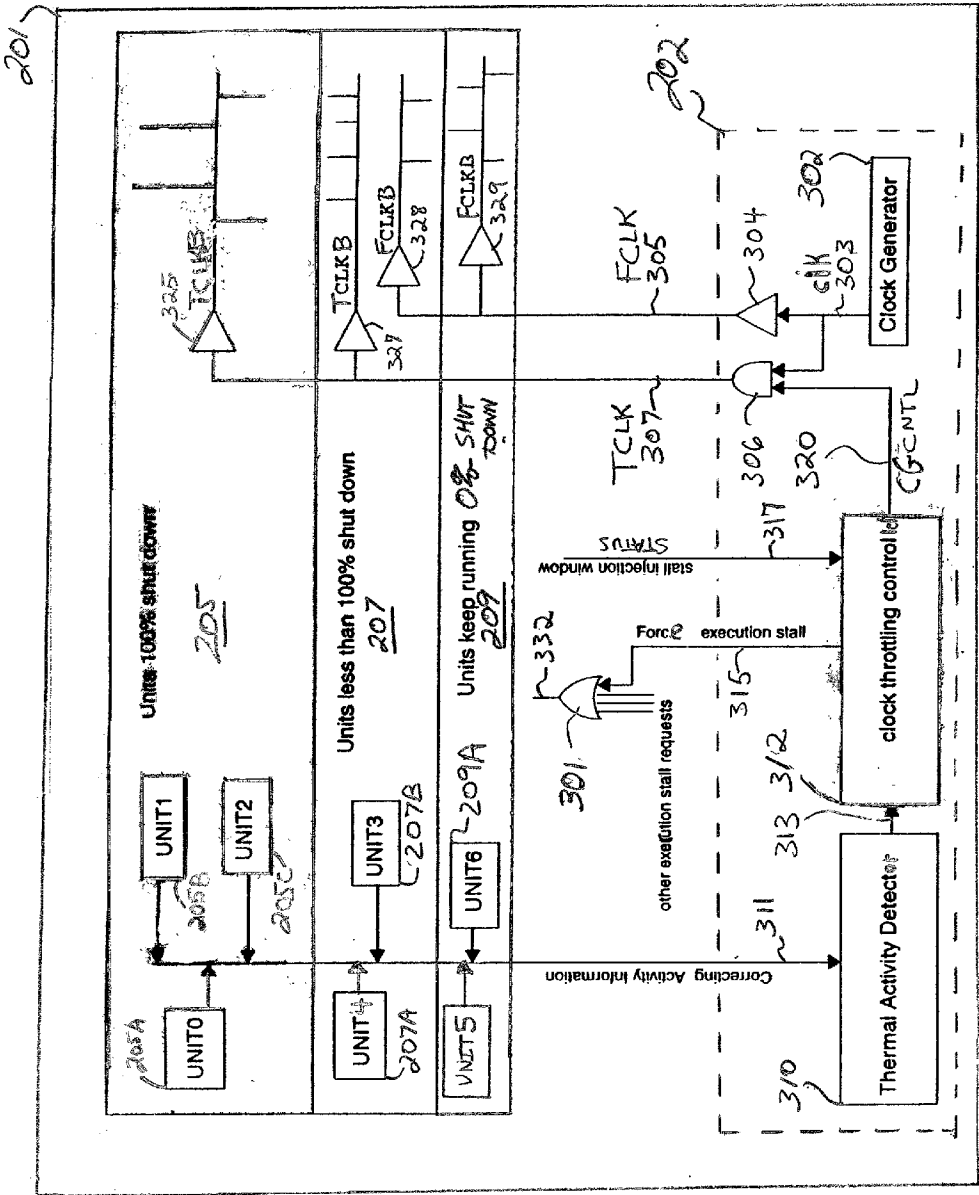 201
Units 100% shut down
205
205A
UNIT0
UNIT1
205B
UNIT2
205C
325
TCLKB
Units less than 100% shut down
207
UNIT4
207A
UNIT3
207B
TCLKB
327
FCLKB
328
Units keep running 0% SHUT DOWN
209
UNIT5
UNIT6
209A
FCLKB
329
Correcting Activity Information
311
other execution stall requests
301
332
Force execution stall
315
stall injection window
STATUS
317
TCLK
307
FCLK
305
202
310
Thermal Activity Detector
313
312
clock throttling controller
320
CGCNTL
306
304
clk
303
302
Clock Generator